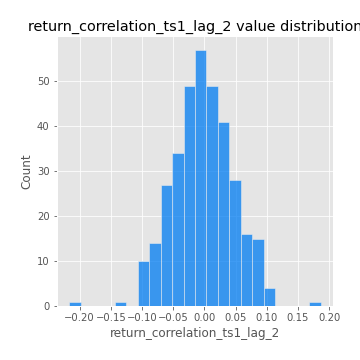 return_correlation_ts1_lag_2 value distribution
Count
50
40
30
20
10
0
−0.20 −0.15 −0.10 −0.05 0.00 0.05 0.10 0.15 0.20
return_correlation_ts1_lag_2